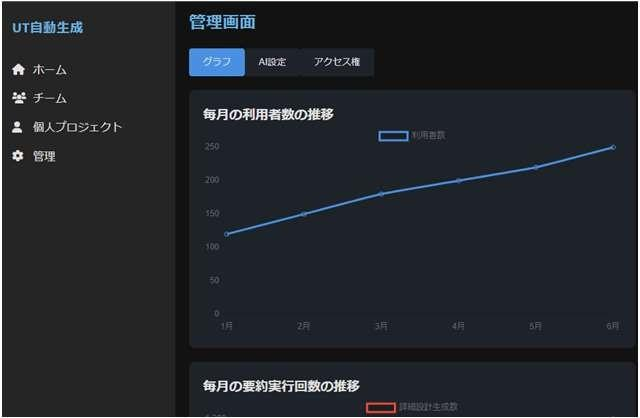 UT自動生成
ホーム
チーム
個人プロジェクト
管理
管理画面
グラフ AI設定 アクセス権
毎月の利用者数の推移
利用者数
250
200
150
100
50
0
1月 2月 3月 4月 5月 6月
毎月の要約実行回数の推移
詳細設計生成数